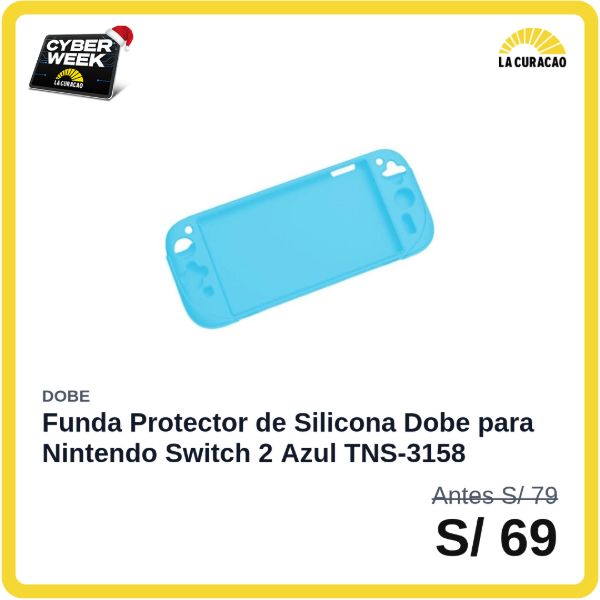 CYBER
WEEK
LA CURACAO
LA CURACAO
DOBE
Funda Protector de Silicona Dobe para
Nintendo Switch 2 Azul TNS-3158
Antes S/ 79
S/ 69